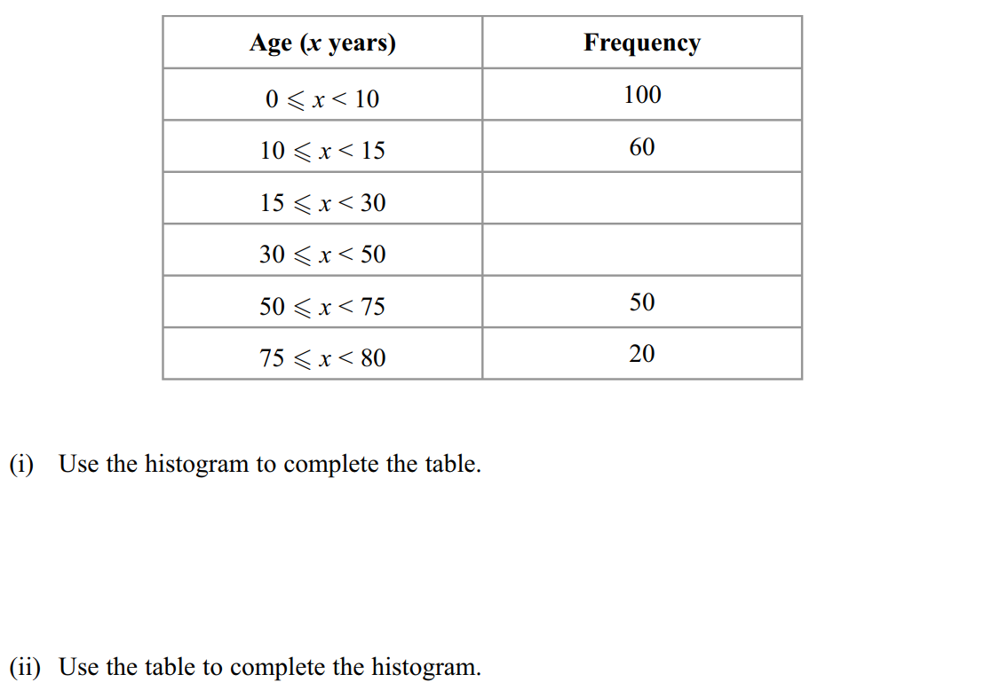 Age (x years) Frequency
0 ⩽ x < 10 100
10 ⩽ x < 15 60
15 ⩽ x < 30
30 ⩽ x < 50
50 ⩽ x < 75 50
75 ⩽ x < 80 20
(i) Use the histogram to complete the table.
(ii) Use the table to complete the histogram.